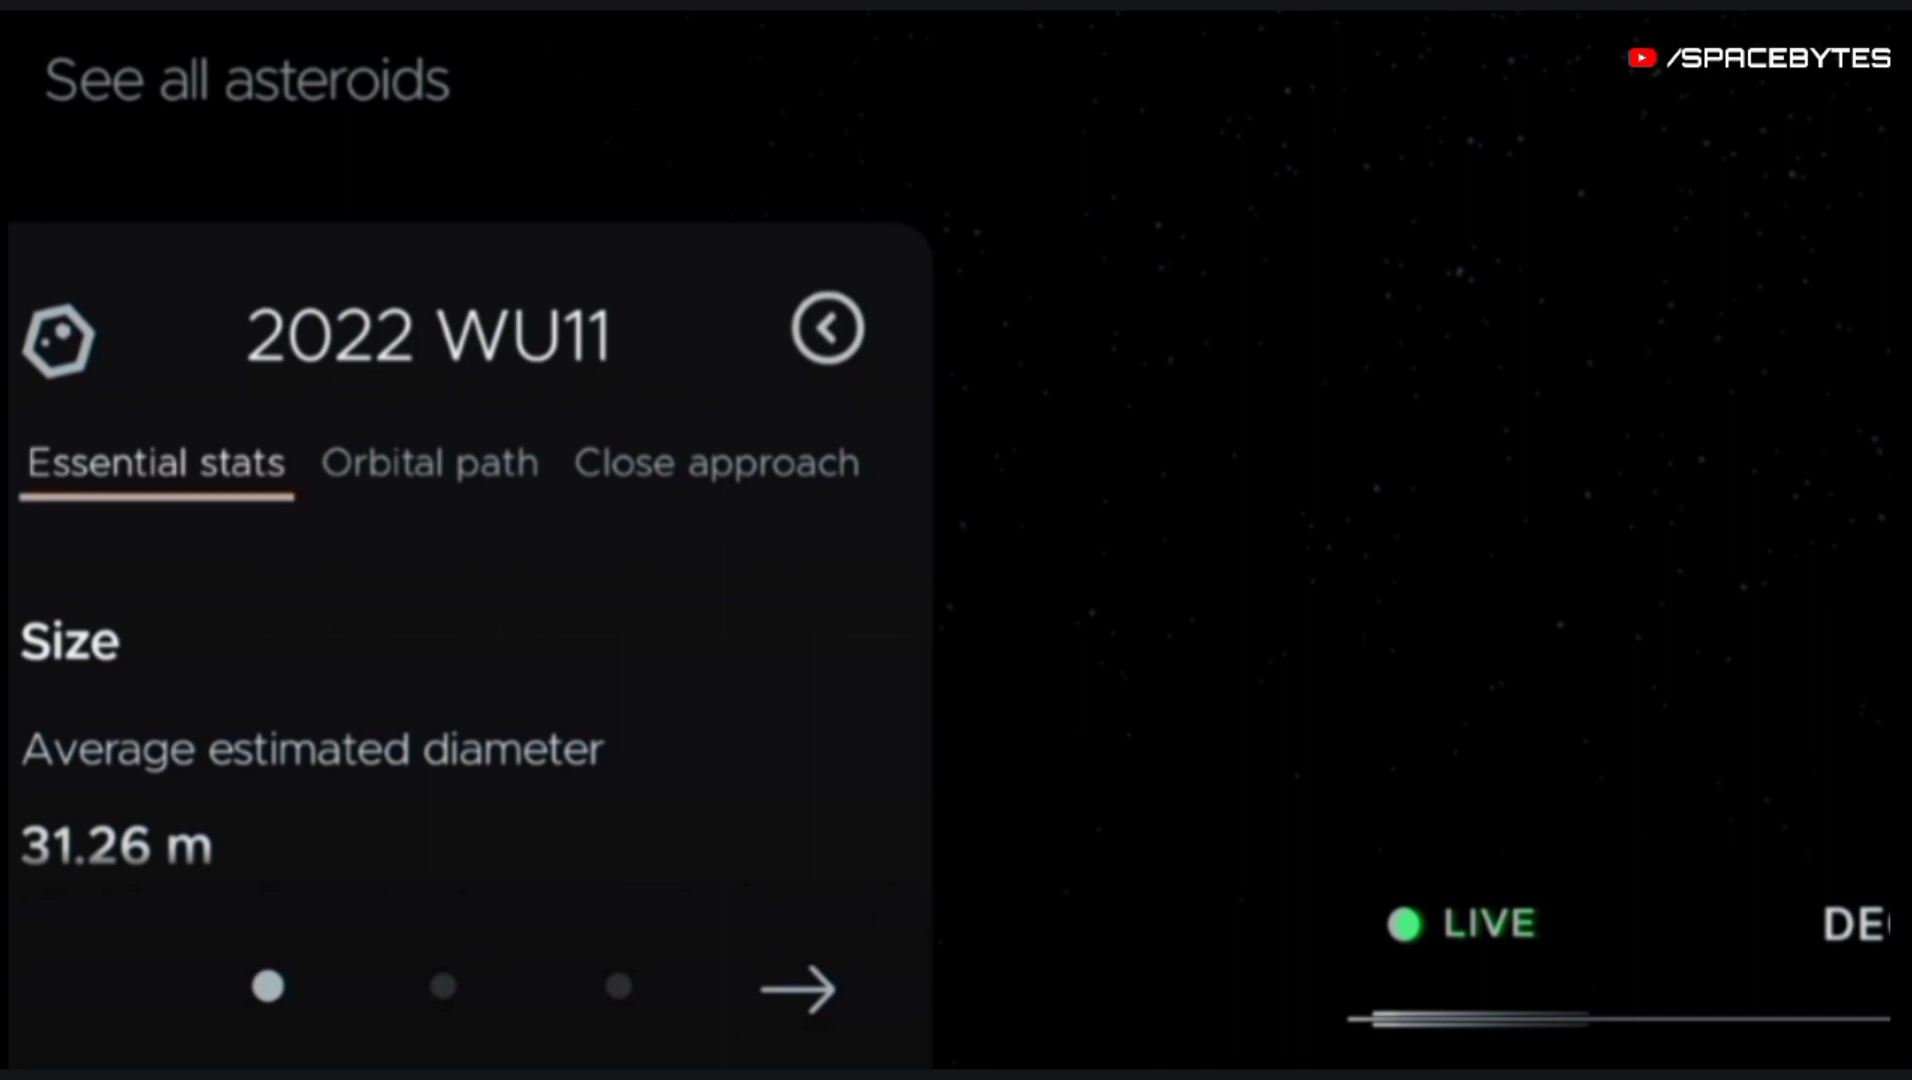 See all asteroids
/SPACEBYTES
2022 WU11
Essential stats Orbital path Close approach
Size
Average estimated diameter
31.26 m
LIVE